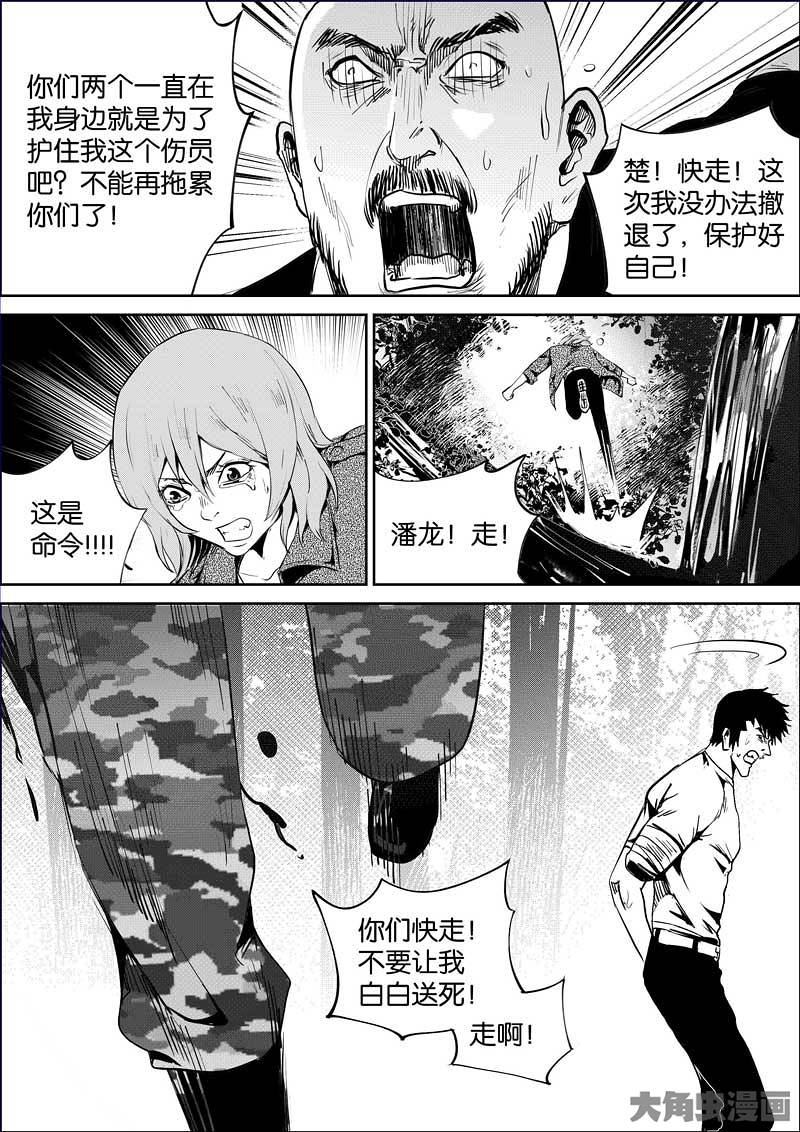 你们两个一直在
我身边就是为了
护住我这个伤员
吧？不能再拖累
你们了！
楚！快走！这
次我没办法撤
退了，保护好
自己！
这是
命令!!!!
潘龙！走！
你们快走！
不要让我
白白送死！
走啊！
大角虫漫画